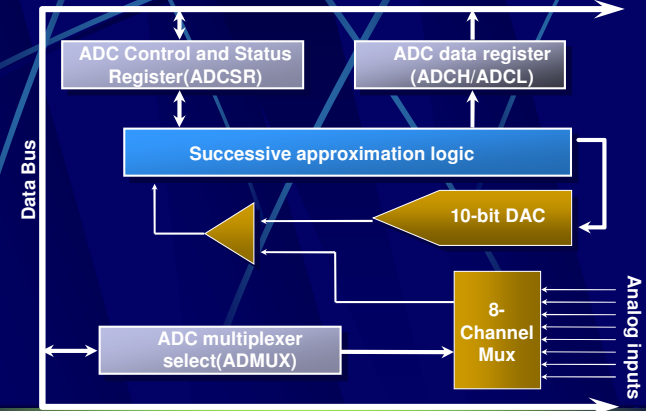 ADC Control and Status
Register(ADCSR)
ADC data register
(ADCH/ADCL)
Successive approximation logic
Data Bus
10-bit DAC
8-
Channel
Mux
Analog inputs
ADC multiplexer
select(ADMUX)